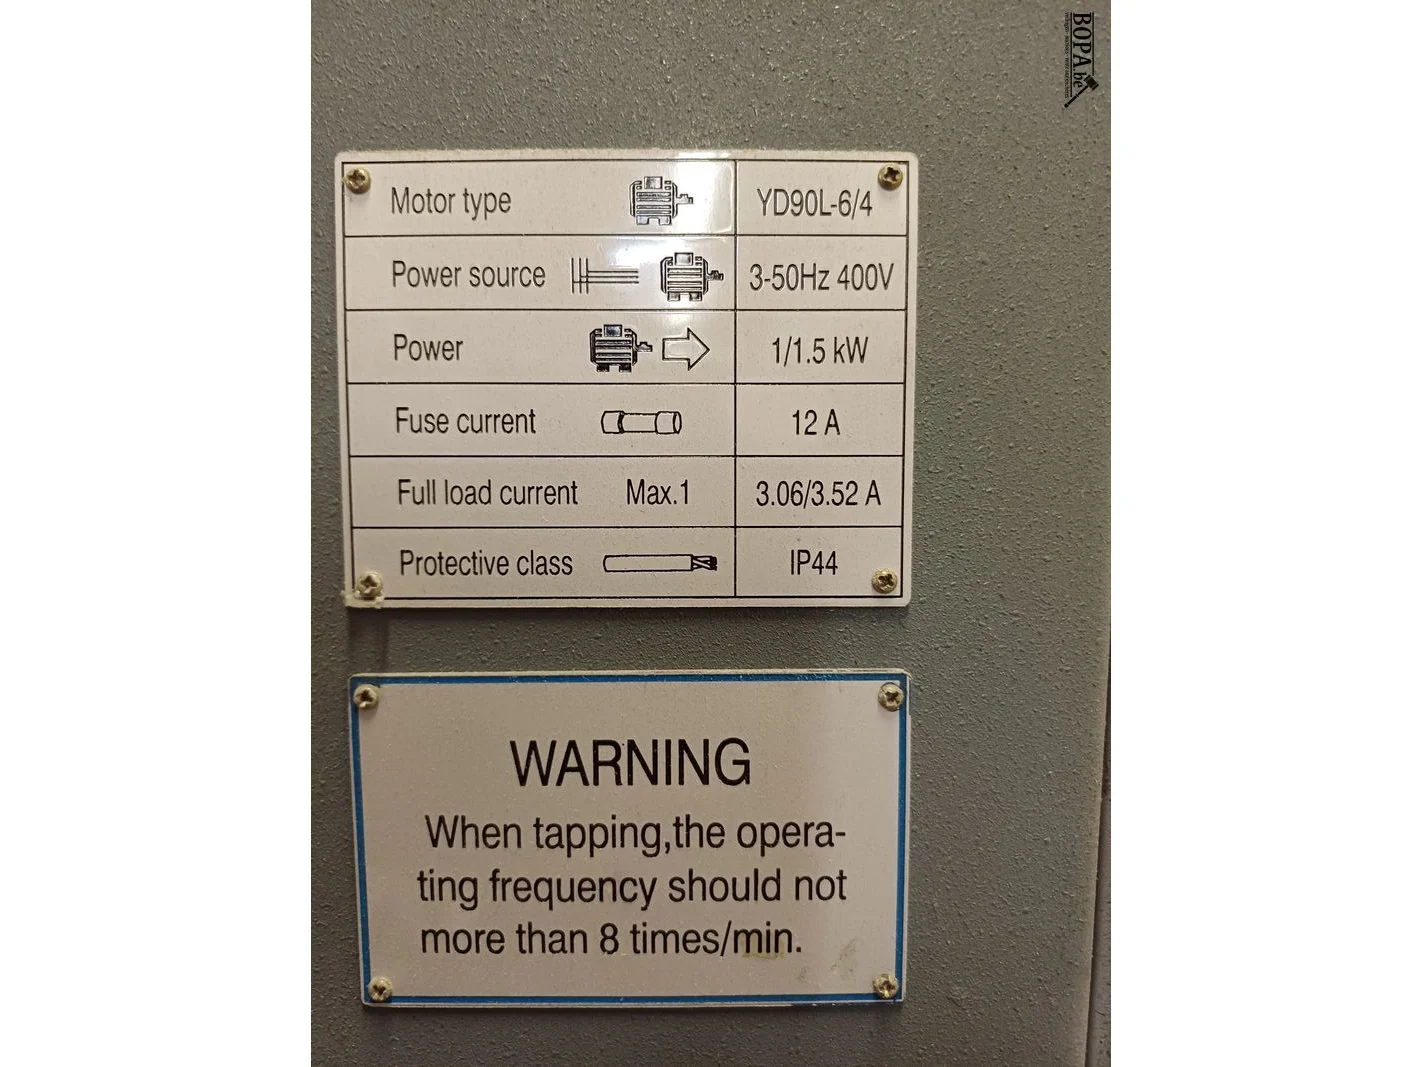 BOPA.be
Motor type YD90L-6/4
Power source 3-50Hz 400V
Power 1/1.5 kW
Fuse current 12 A
Full load current Max.1 3.06/3.52 A
Protective class IP44
WARNING
When tapping,the opera-
ting frequency should not
more than 8 times/min.